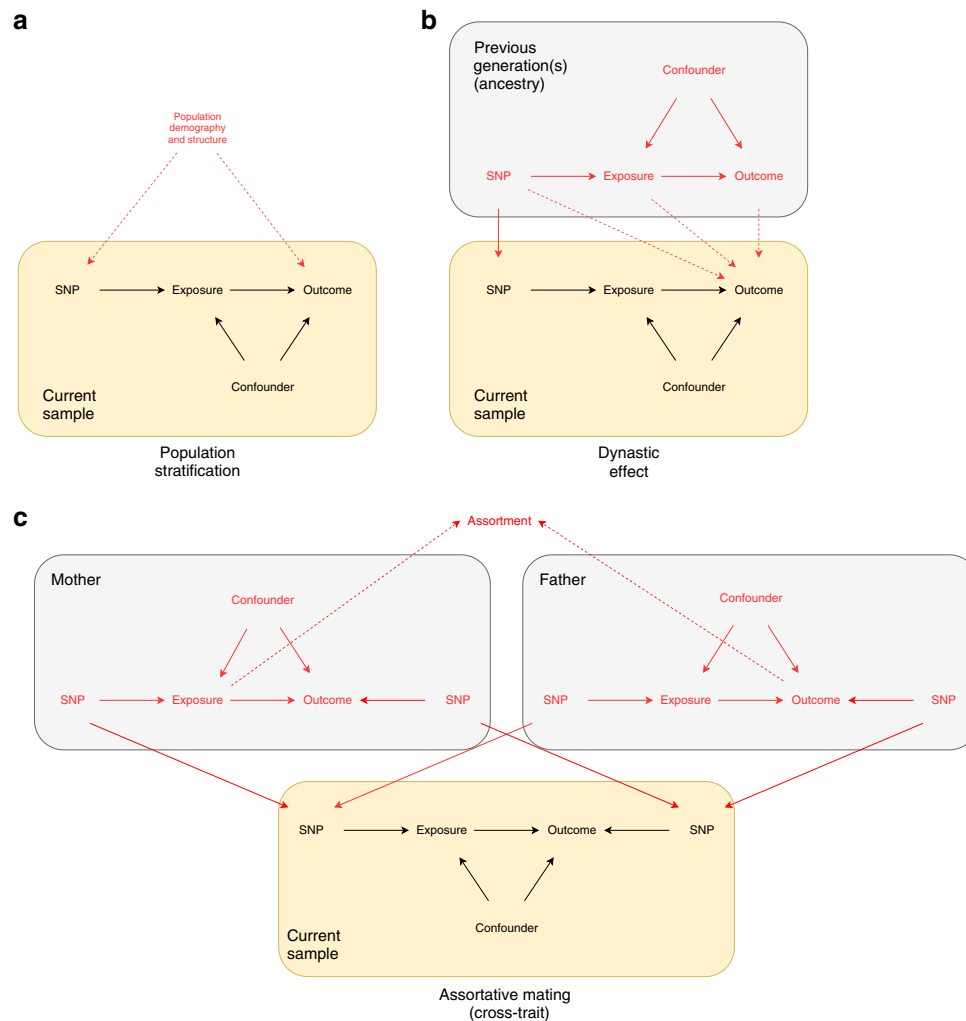 a
Population
demography
and structure
SNP
Exposure
Outcome
Confounder
Current
sample
Population
stratification
b
Previous
generation(s)
(ancestry)
Confounder
SNP
Exposure
Outcome
SNP
Exposure
Outcome
Confounder
Current
sample
Dynastic
effect
c
Assortment
Mother
Confounder
SNP
Exposure
Outcome
SNP
Father
Confounder
SNP
Exposure
Outcome
SNP
SNP
Exposure
Outcome
SNP
Confounder
Current
sample
Assortative mating
(cross-trait)